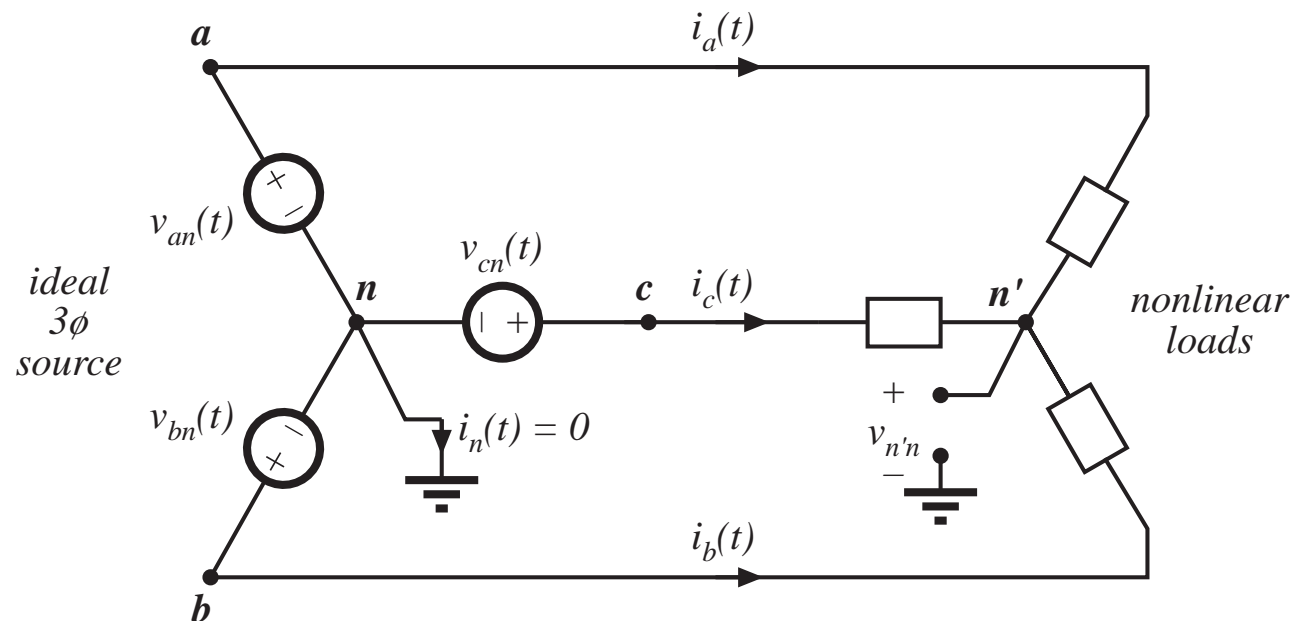 a
i_a(t)
v_an(t)
ideal
3ϕ
source
n
v_cn(t)
c
i_c(t)
n'
nonlinear
loads
+
−
−
+
v_bn(t)
−
+
i_n(t) = 0
+
v_n'n
−
i_b(t)
b